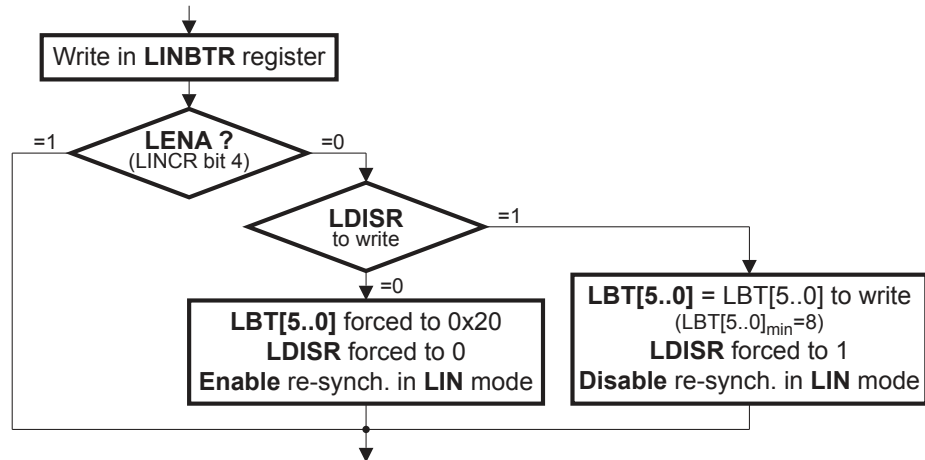 Write in LINBTR register
=1
LENA ?
=0
(LINCR bit 4)
LDISR
=1
to write
=0
LBT[5..0] forced to 0x20
LDISR forced to 0
Enable re-synch. in LIN mode
LBT[5..0] = LBT[5..0] to write
(LBT[5..0]min=8)
LDISR forced to 1
Disable re-synch. in LIN mode